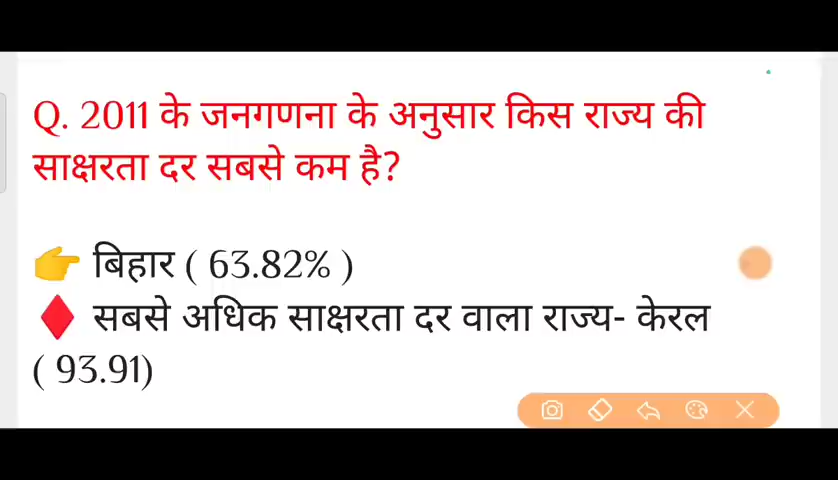 Q. 2011 के जनगणना के अनुसार किस राज्य की
साक्षरता दर सबसे कम है?
👉 बिहार ( 63.82% )
♦️ सबसे अधिक साक्षरता दर वाला राज्य- केरल
( 93.91)